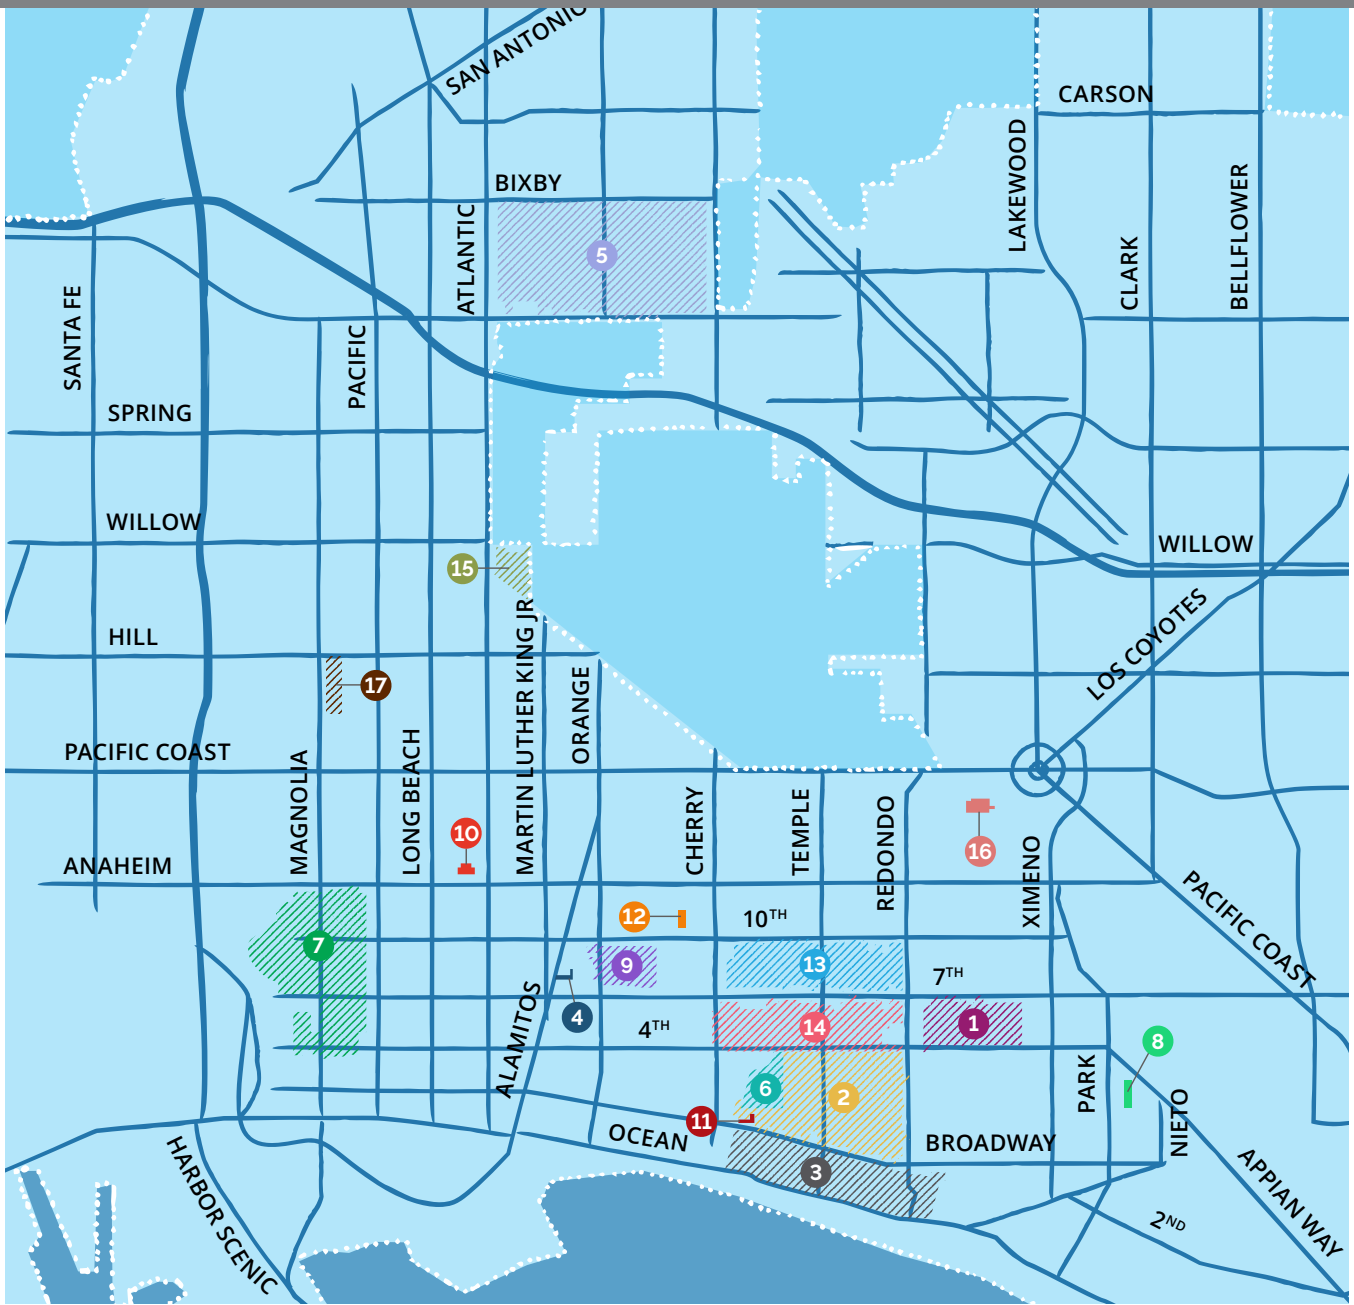 SAN ANTONIO
CARSON
LAKEWOOD
BIXBY
BELLFLOWER
ATLANTIC
CLARK
5
SANTA FE
PACIFIC
SPRING
WILLOW
WILLOW
15
LOS COYOTES
HILL
MARTIN LUTHER KING JR
17
ORANGE
PACIFIC COAST
MAGNOLIA
LONG BEACH
CHERRY
TEMPLE
REDONDO
10
16
XIMENO
ANAHEIM
PACIFIC COAST
12
10TH
7
9
13
7TH
ALAMITOS
4
4TH
14
1
8
PARK
6
2
NIETO
11
OCEAN
BROADWAY
3
HARBOR SCENIC
APPIAN WAY
2ND